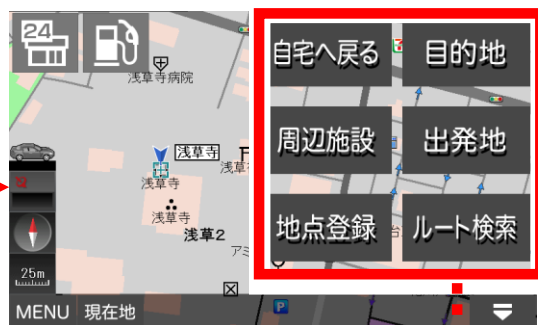 24
浅草寺病院
浅草寺
浅草寺
浅草寺
浅草2
25m
MENU
現在地
自宅へ戻る
目的地
周辺施設
出発地
地点登録
ルート検索
P